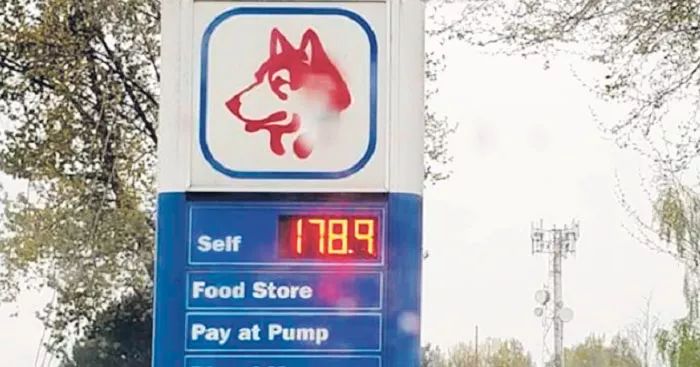 Self 178.9
Food Store
Pay at Pump